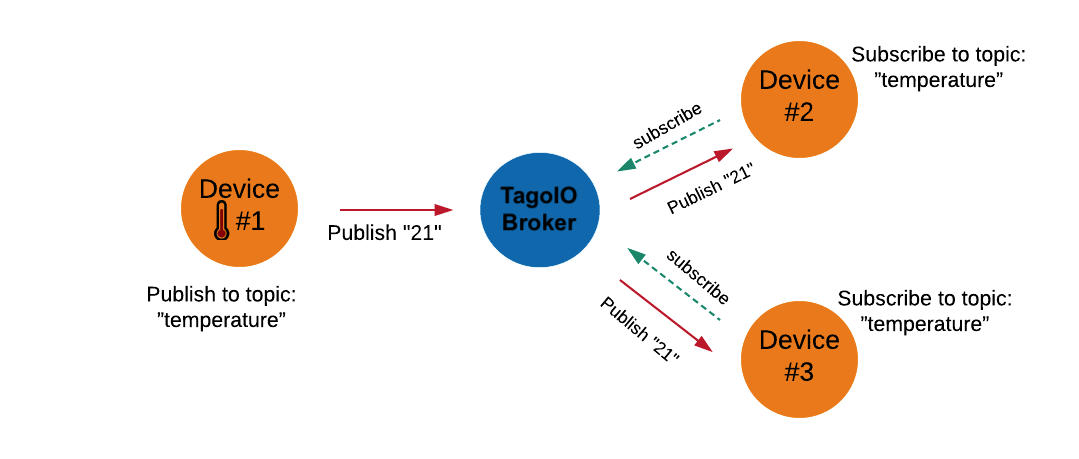 Device
#1
Publish to topic:
”temperature”
Publish "21"
TagoIO
Broker
subscribe
Publish "21"
Device
#2
Subscribe to topic:
”temperature”
subscribe
Publish "21"
Device
#3
Subscribe to topic:
”temperature”